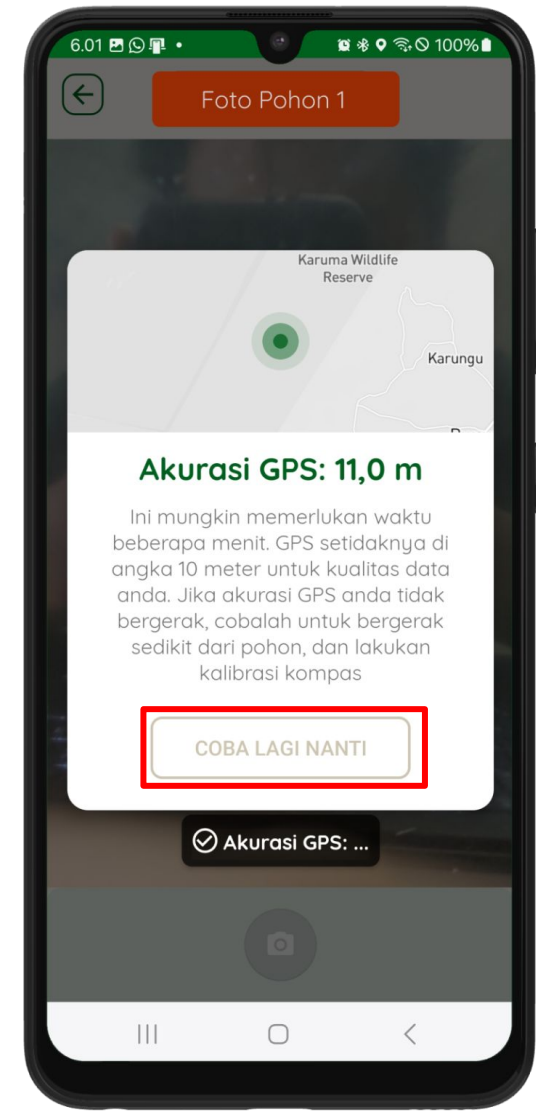 6.01
100%
Foto Pohon 1
Karuma Wildlife
Reserve
Karungu
Akurasi GPS: 11,0 m
Ini mungkin memerlukan waktu
beberapa menit. GPS setidaknya di
angka 10 meter untuk kualitas data
anda. Jika akurasi GPS anda tidak
bergerak, cobalah untuk bergerak
sedikit dari pohon, dan lakukan
kalibrasi kompas
COBA LAGI NANTI
Akurasi GPS: ...